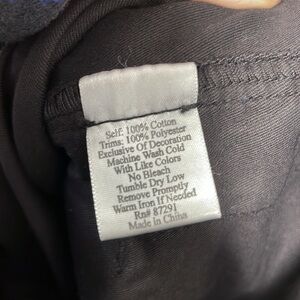 Self: 100% Cotton
Trims: 100% Polyester
Exclusive Of Decoration
Machine Wash Cold
With Like Colors
No Bleach
Tumble Dry Low
Remove Promptly
Warm Iron If Needed
Rn# 87291
Made in China